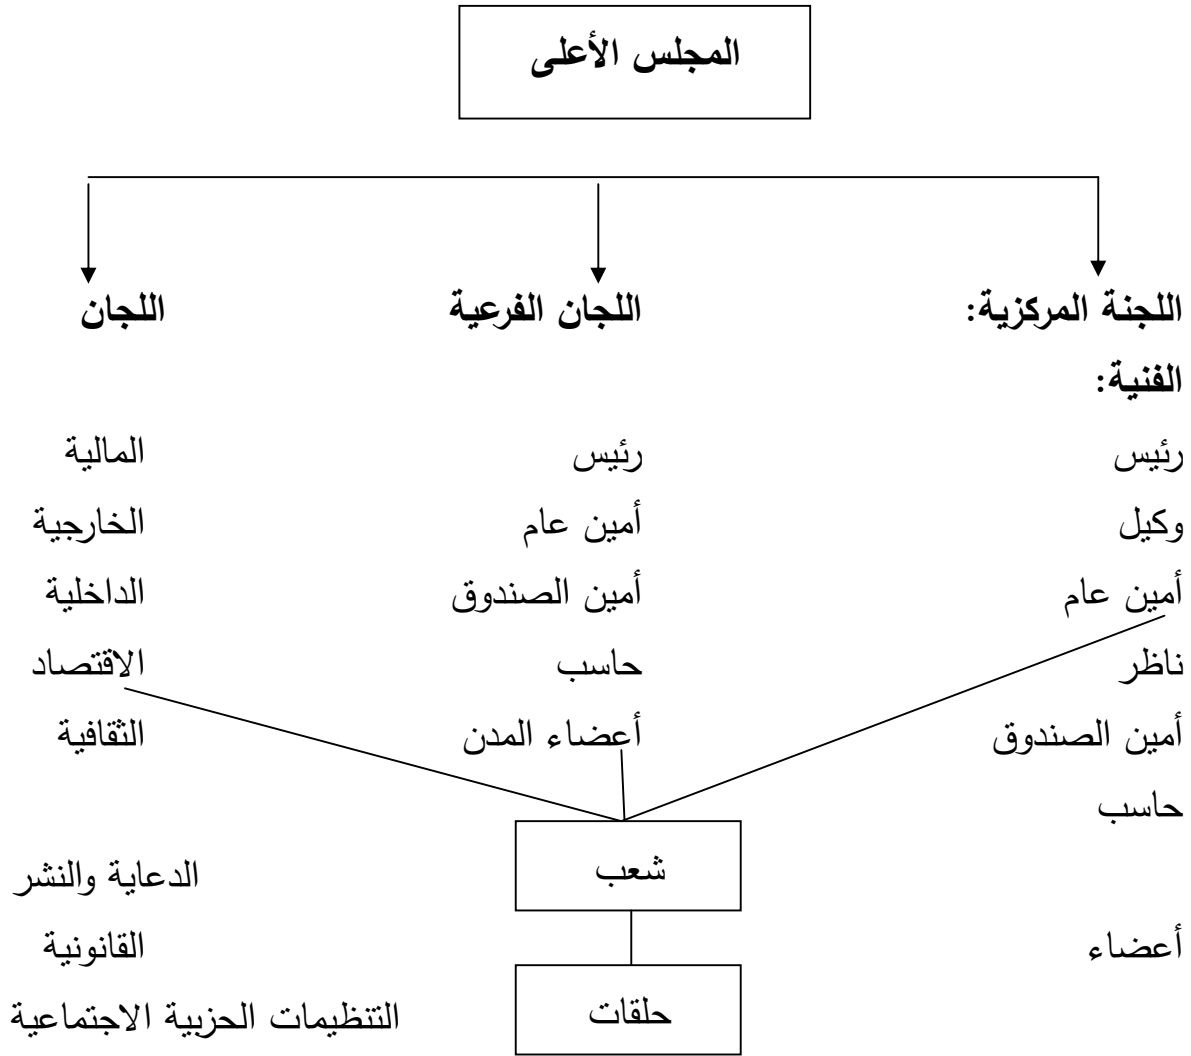 المجلس الأعلى
اللجنة المركزية: اللجان الفرعية اللجان
الفنية:
رئيس رئيس المالية
وكيل أمين عام الخارجية
أمين عام أمين الصندوق الداخلية
ناظر حاسب الاقتصاد
أمين الصندوق أعضاء المدن الثقافية
حاسب
شعب الدعاية والنشر
أعضاء القانونية
حلقات التنظيمات الحزبية الاجتماعية